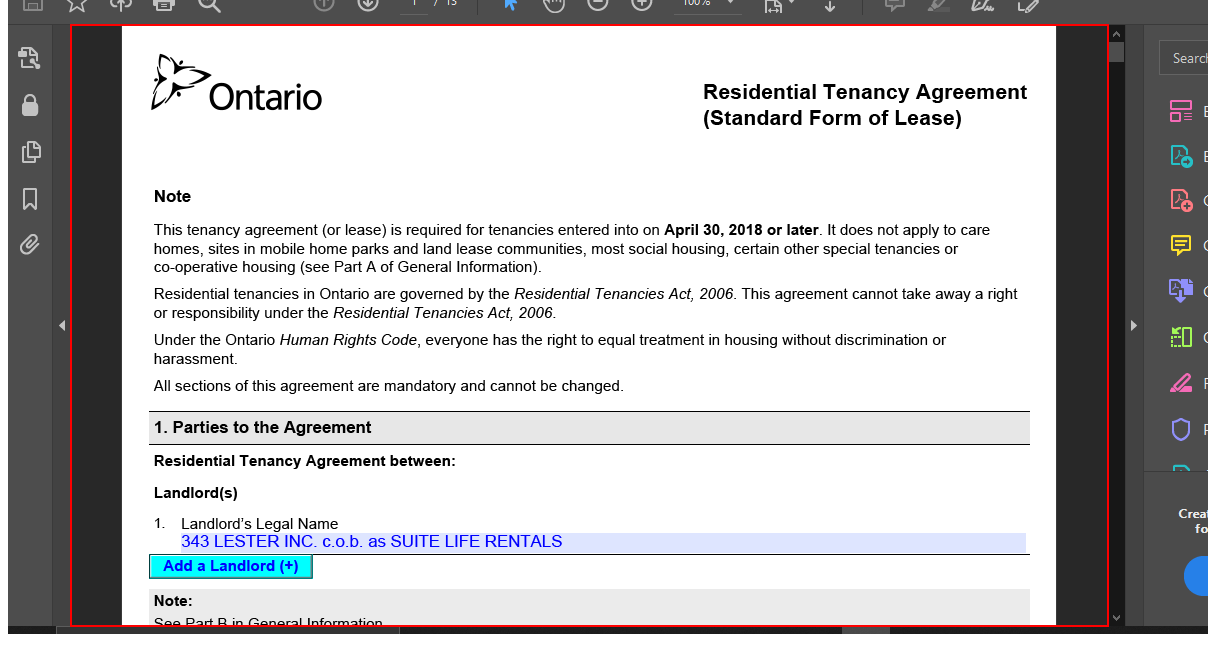 1 / 13
100%
Ontario
Residential Tenancy Agreement
(Standard Form of Lease)
Search
Note
This tenancy agreement (or lease) is required for tenancies entered into on April 30, 2018 or later. It does not apply to care
homes, sites in mobile home parks and land lease communities, most social housing, certain other special tenancies or
co-operative housing (see Part A of General Information).
Residential tenancies in Ontario are governed by the Residential Tenancies Act, 2006. This agreement cannot take away a right
or responsibility under the Residential Tenancies Act, 2006.
Under the Ontario Human Rights Code, everyone has the right to equal treatment in housing without discrimination or
harassment.
All sections of this agreement are mandatory and cannot be changed.
1. Parties to the Agreement
Residential Tenancy Agreement between:
Landlord(s)
1. Landlord's Legal Name
343 LESTER INC. c.o.b. as SUITE LIFE RENTALS
Add a Landlord (+)
Note:
See Part B in General Information